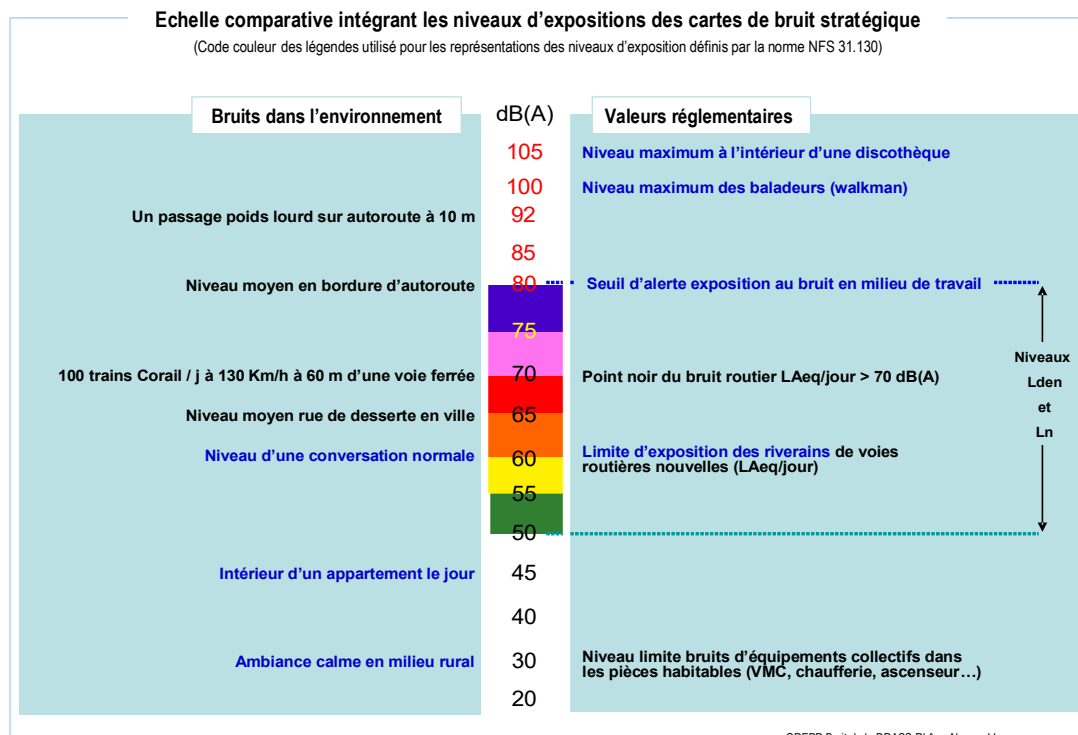 Echelle comparative intégrant les niveaux d'expositions des cartes de bruit stratégique
(Code couleur des légendes utilisé pour les représentations des niveaux d'exposition définis par la norme NFS 31.130)
Bruits dans l'environnement
dB(A)
Valeurs réglementaires
105
Niveau maximum à l'intérieur d'une discothèque
100
Niveau maximum des baladeurs (walkman)
Un passage poids lourd sur autoroute à 10 m
92
85
Niveau moyen en bordure d'autoroute
80
Seuil d'alerte exposition au bruit en milieu de travail
75
100 trains Corail / j à 130 Km/h à 60 m d'une voie ferrée
70
Point noir du bruit routier LAeq/jour > 70 dB(A)
Niveaux
Lden
et
Ln
Niveau moyen rue de desserte en ville
65
Niveau d'une conversation normale
60
Limite d'exposition des riverains de voies
routières nouvelles (LAeq/jour)
55
50
Intérieur d'un appartement le jour
45
40
Ambiance calme en milieu rural
30
Niveau limite bruits d'équipements collectifs dans
les pièces habitables (VMC, chaufferie, ascenseur…)
20